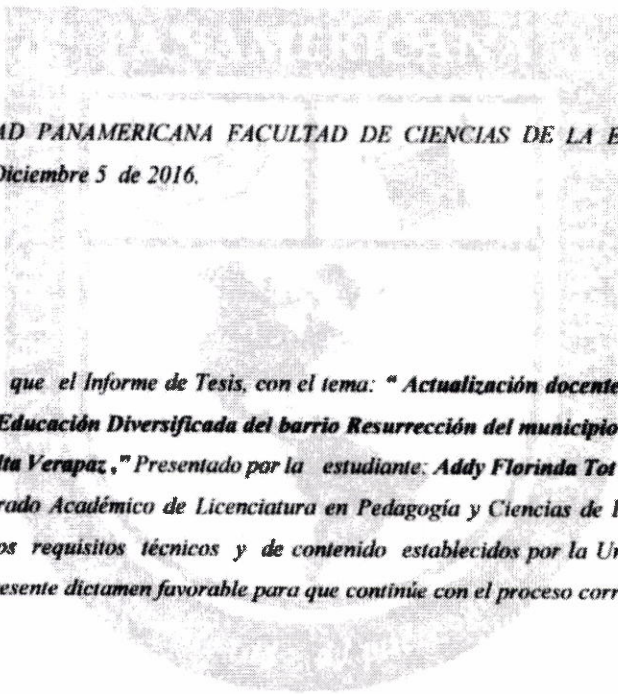 AD PANAMERICANA FACULTAD DE CIENCIAS DE LA E
Diciembre 5 de 2016.
que el Informe de Tesis, con el tema: " Actualización docente
Educación Diversificada del barrio Resurrección del municipio
lta Verapaz ," Presentado por la estudiante: Addy Florinda Tot
rado Académico de Licenciatura en Pedagogía y Ciencias de l
os requisitos técnicos y de contenido establecidos por la Un
resente dictamen favorable para que continúe con el proceso corr